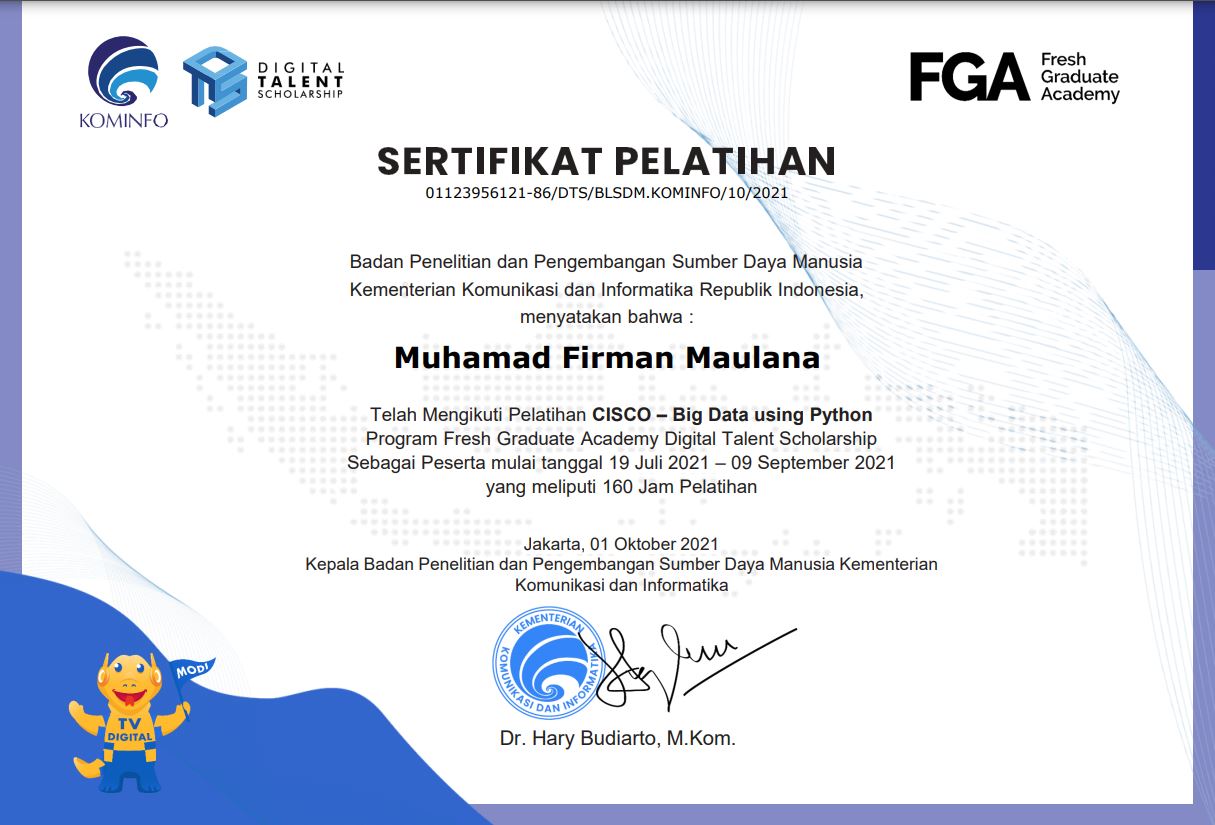 KOMINFO
DIGITAL
TALENT
SCHOLARSHIP
FGA
Fresh
Graduate
Academy
SERTIFIKAT PELATIHAN
01123956121-86/DTS/BLSDM.KOMINFO/10/2021
Badan Penelitian dan Pengembangan Sumber Daya Manusia
Kementerian Komunikasi dan Informatika Republik Indonesia,
menyatakan bahwa :
Muhamad Firman Maulana
Telah Mengikuti Pelatihan CISCO – Big Data using Python
Program Fresh Graduate Academy Digital Talent Scholarship
Sebagai Peserta mulai tanggal 19 Juli 2021 – 09 September 2021
yang meliputi 160 Jam Pelatihan
Jakarta, 01 Oktober 2021
Kepala Badan Penelitian dan Pengembangan Sumber Daya Manusia Kementerian
Komunikasi dan Informatika
KEMENTERIAN
KOMUNIKASI DAN INFORMATIKA
Dr. Hary Budiarto, M.Kom.
MODI
TV
DIGITAL